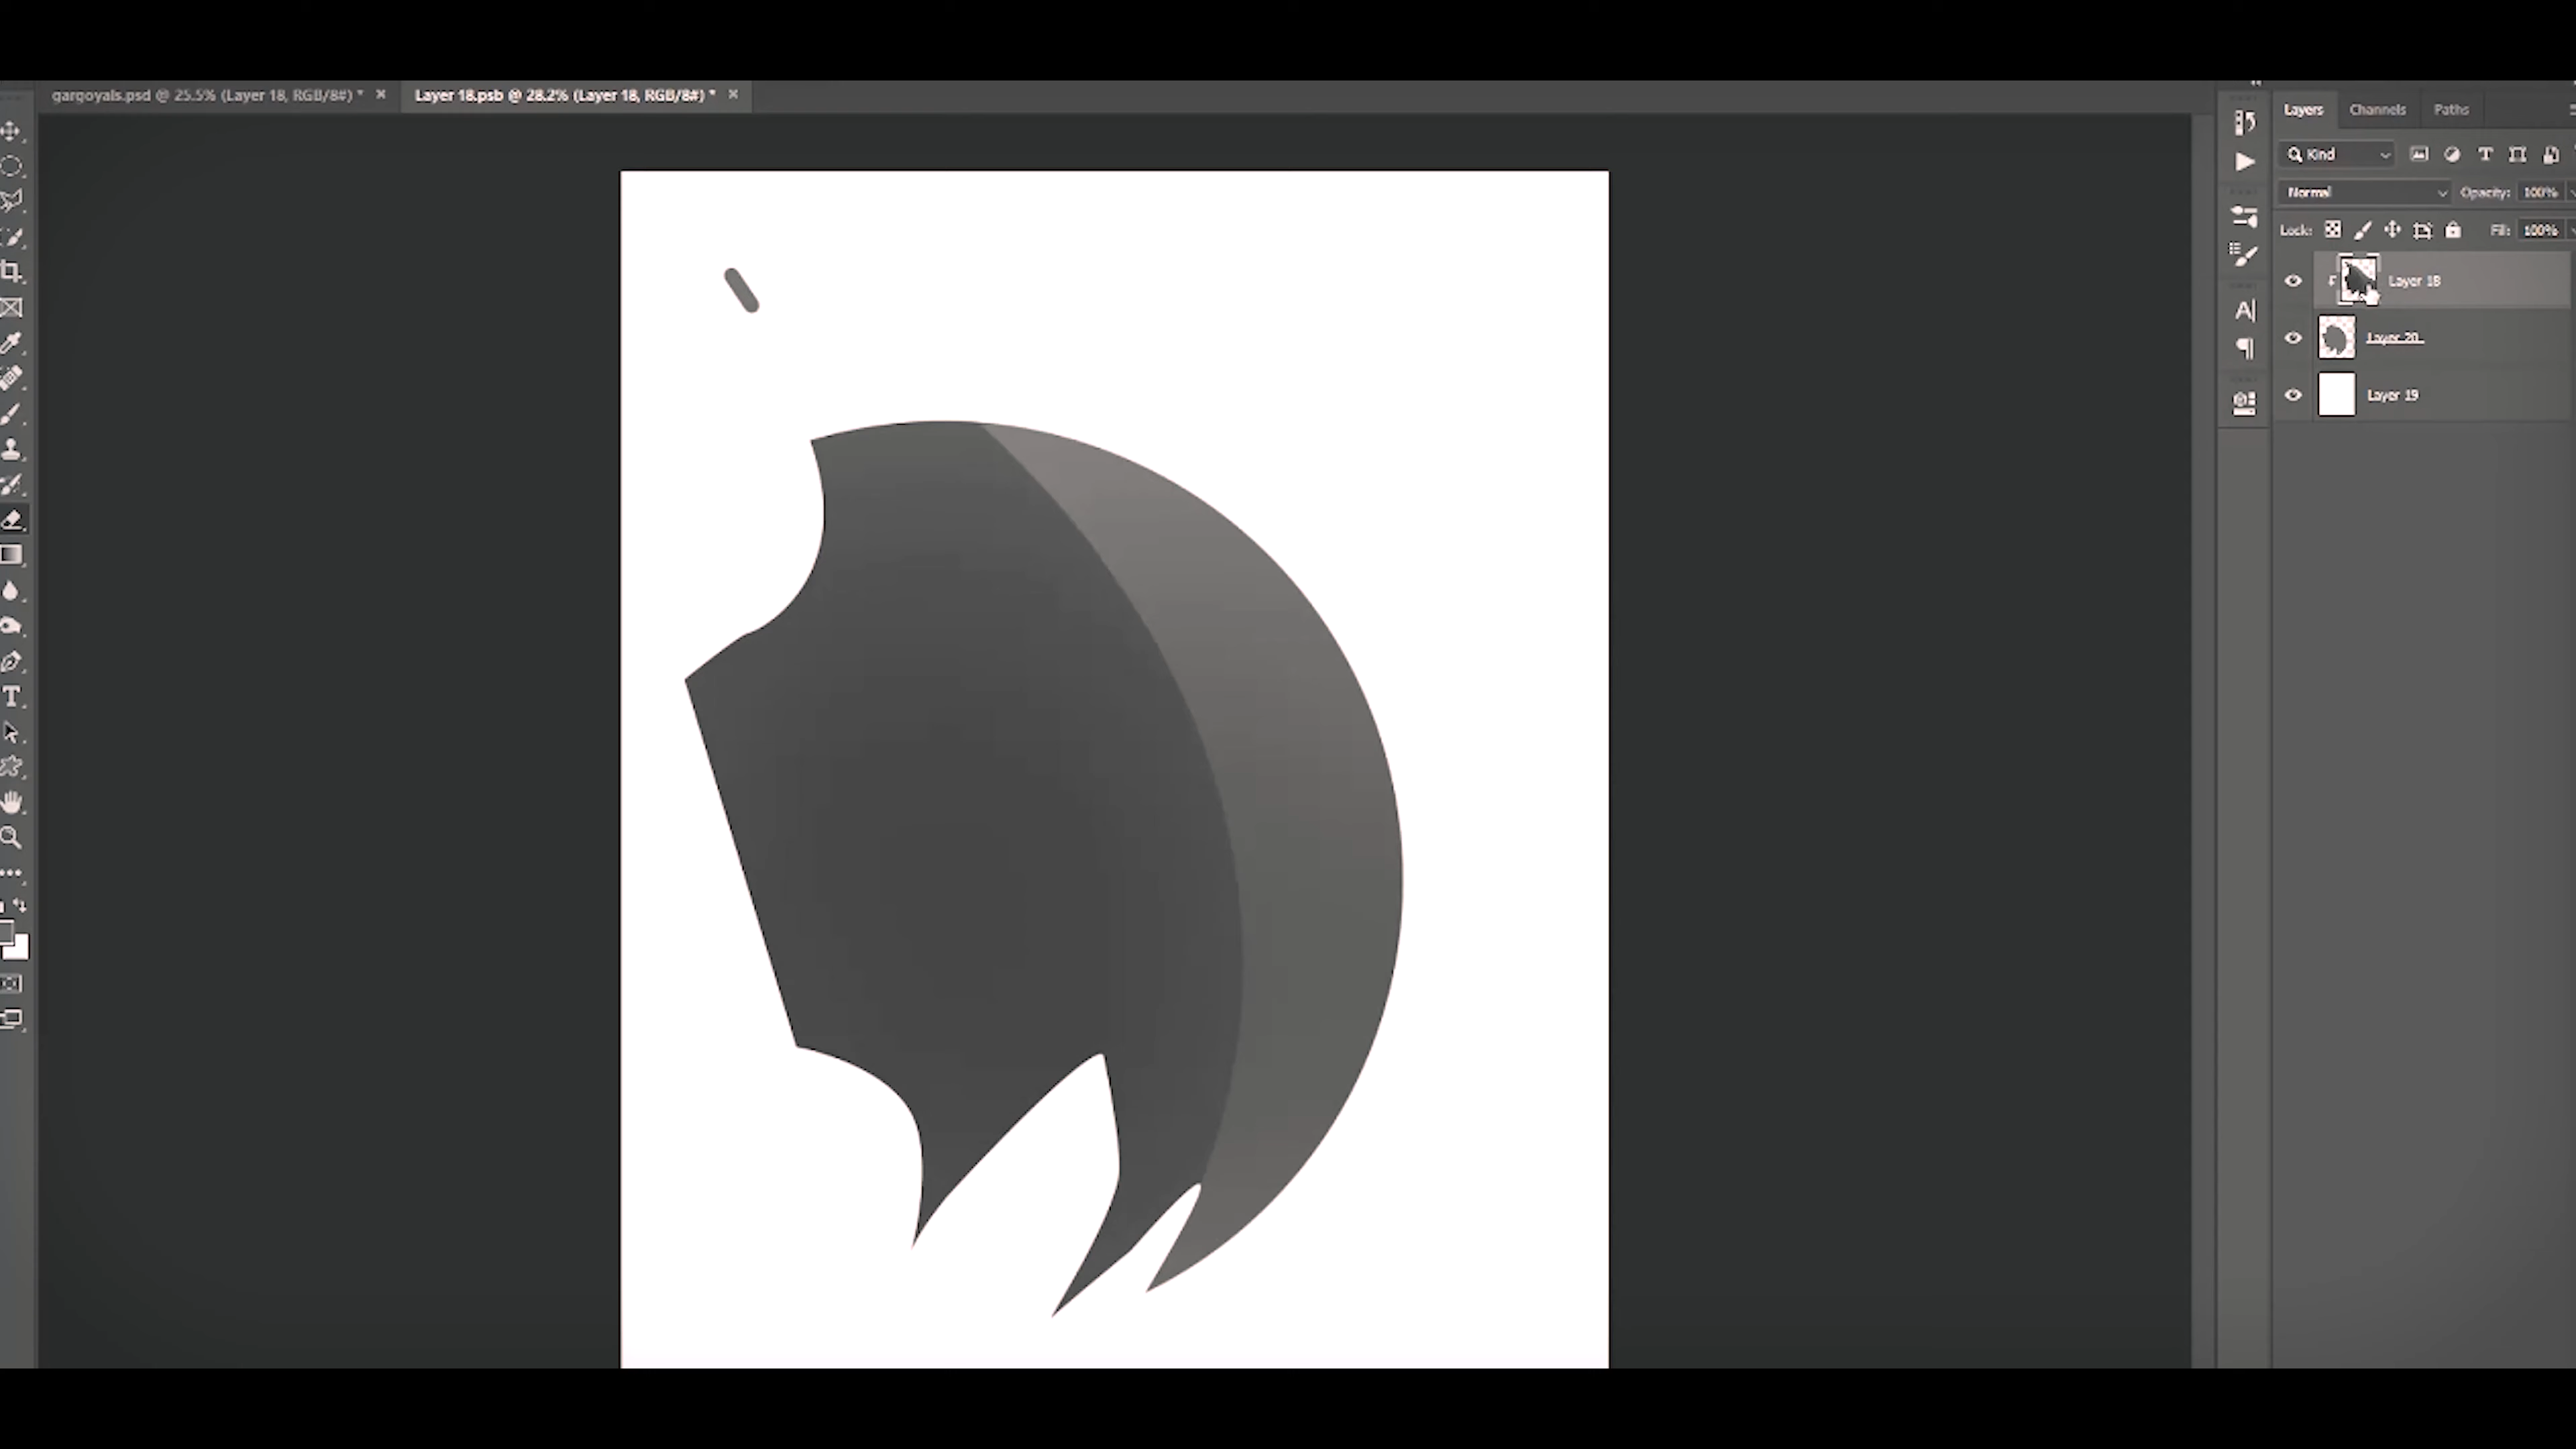 gargoyals.psd @ 25.5% (Layer 18, RGB/8#) *
Layer 18.psb @ 28.2% (Layer 18, RGB/8#) *
Layers Channels Paths
Kind
Normal Opacity: 100%
Lock: Fill: 100%
Layer 18
Layer 20
Layer 19